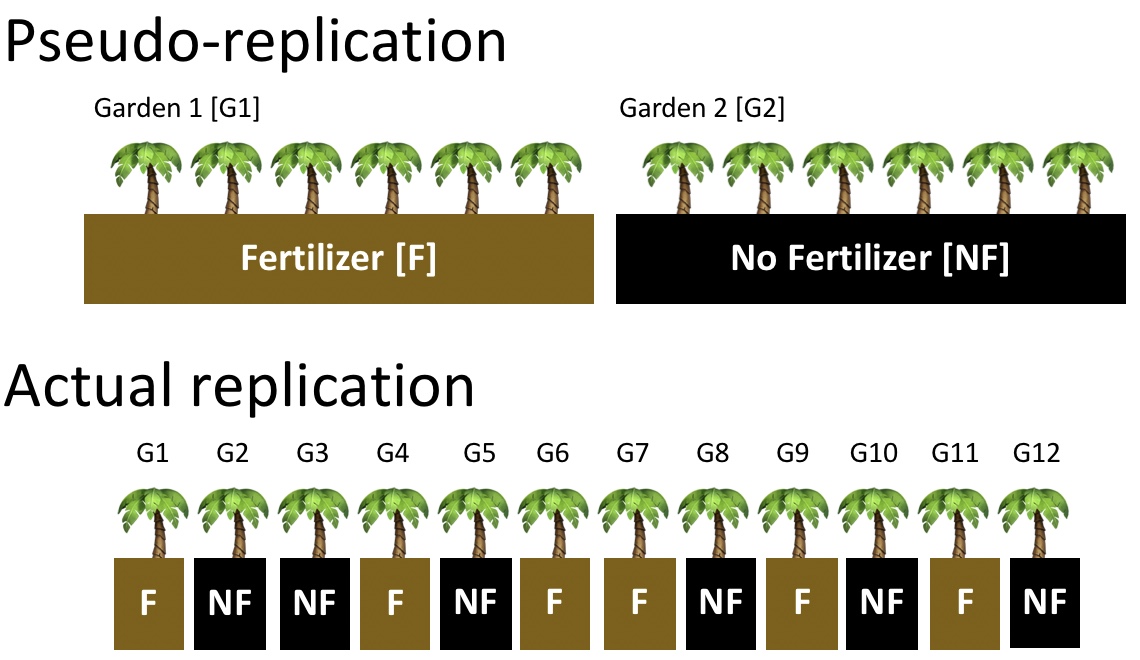 Pseudo-replication
Garden 1 [G1] Garden 2 [G2]
Fertilizer [F] No Fertilizer [NF]
Actual replication
G1 G2 G3 G4 G5 G6 G7 G8 G9 G10 G11 G12
F NF NF F NF F F NF F NF F NF